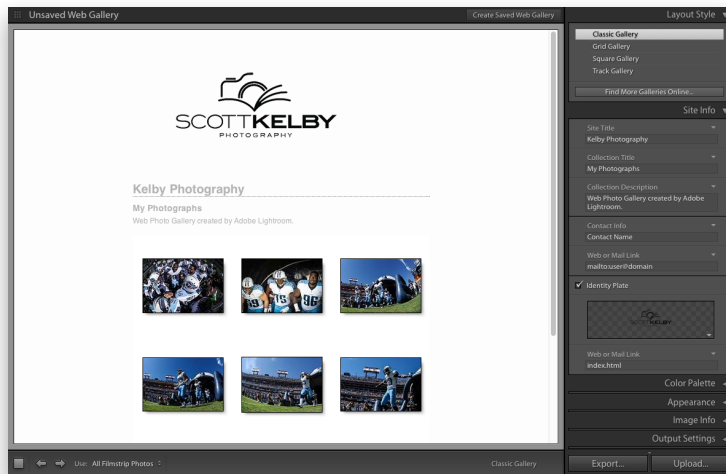 Unsaved Web Gallery
Create Saved Web Gallery
SCOTTKELBY
PHOTOGRAPHY
Kelby Photography
My Photographs
Web Photo Gallery created by Adobe Lightroom.
Use: All Filmstrip Photos
Classic Gallery
Layout Style
Classic Gallery
Grid Gallery
Square Gallery
Track Gallery
Find More Galleries Online...
Site Info
Site Title
Kelby Photography
Collection Title
My Photographs
Collection Description
Web Photo Gallery created by Adobe
Lightroom.
Contact Info
Contact Name
Web or Mail Link
mailto:user@domain
Identity Plate
SCOTTKELBY
Web or Mail Link
index.html
Color Palette
Appearance
Image Info
Output Settings
Export...
Upload...